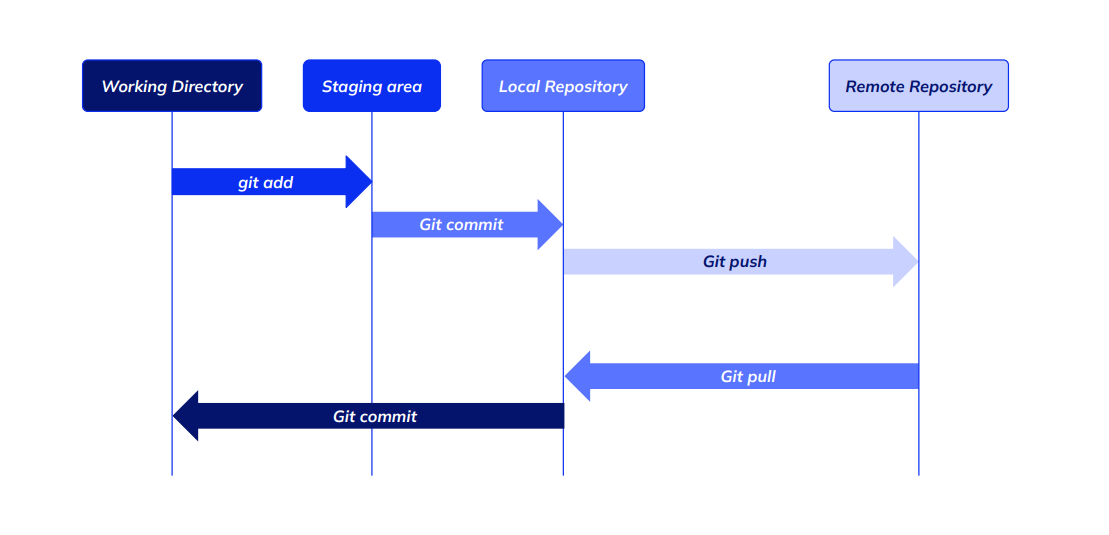 Working Directory
Staging area
Local Repository
Remote Repository
git add
Git commit
Git push
Git pull
Git commit